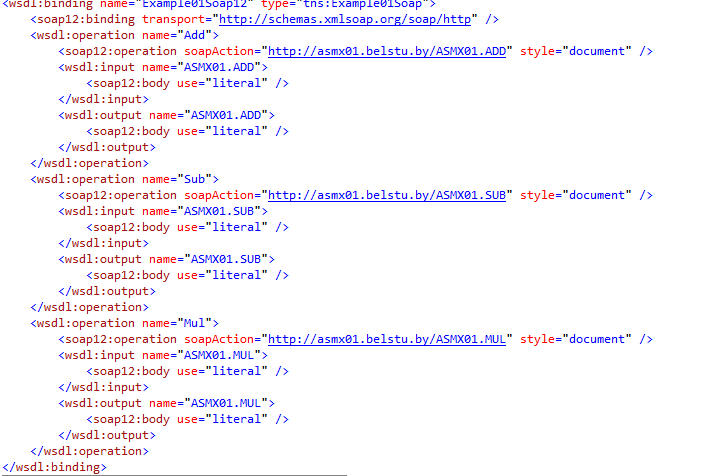 <wsdl:binding name="Example01Soap12" type="tns:Example01Soap">
<soap12:binding transport="http://schemas.xmlsoap.org/soap/http" />
<wsdl:operation name="Add">
<soap12:operation soapAction="http://asmx01.belstu.by/ASMX01.ADD" style="document" />
<wsdl:input name="ASMX01.ADD">
<soap12:body use="literal" />
</wsdl:input>
<wsdl:output name="ASMX01.ADD">
<soap12:body use="literal" />
</wsdl:output>
</wsdl:operation>
<wsdl:operation name="Sub">
<soap12:operation soapAction="http://asmx01.belstu.by/ASMX01.SUB" style="document" />
<wsdl:input name="ASMX01.SUB">
<soap12:body use="literal" />
</wsdl:input>
<wsdl:output name="ASMX01.SUB">
<soap12:body use="literal" />
</wsdl:output>
</wsdl:operation>
<wsdl:operation name="Mul">
<soap12:operation soapAction="http://asmx01.belstu.by/ASMX01.MUL" style="document" />
<wsdl:input name="ASMX01.MUL">
<soap12:body use="literal" />
</wsdl:input>
<wsdl:output name="ASMX01.MUL">
<soap12:body use="literal" />
</wsdl:output>
</wsdl:operation>
</wsdl:binding>